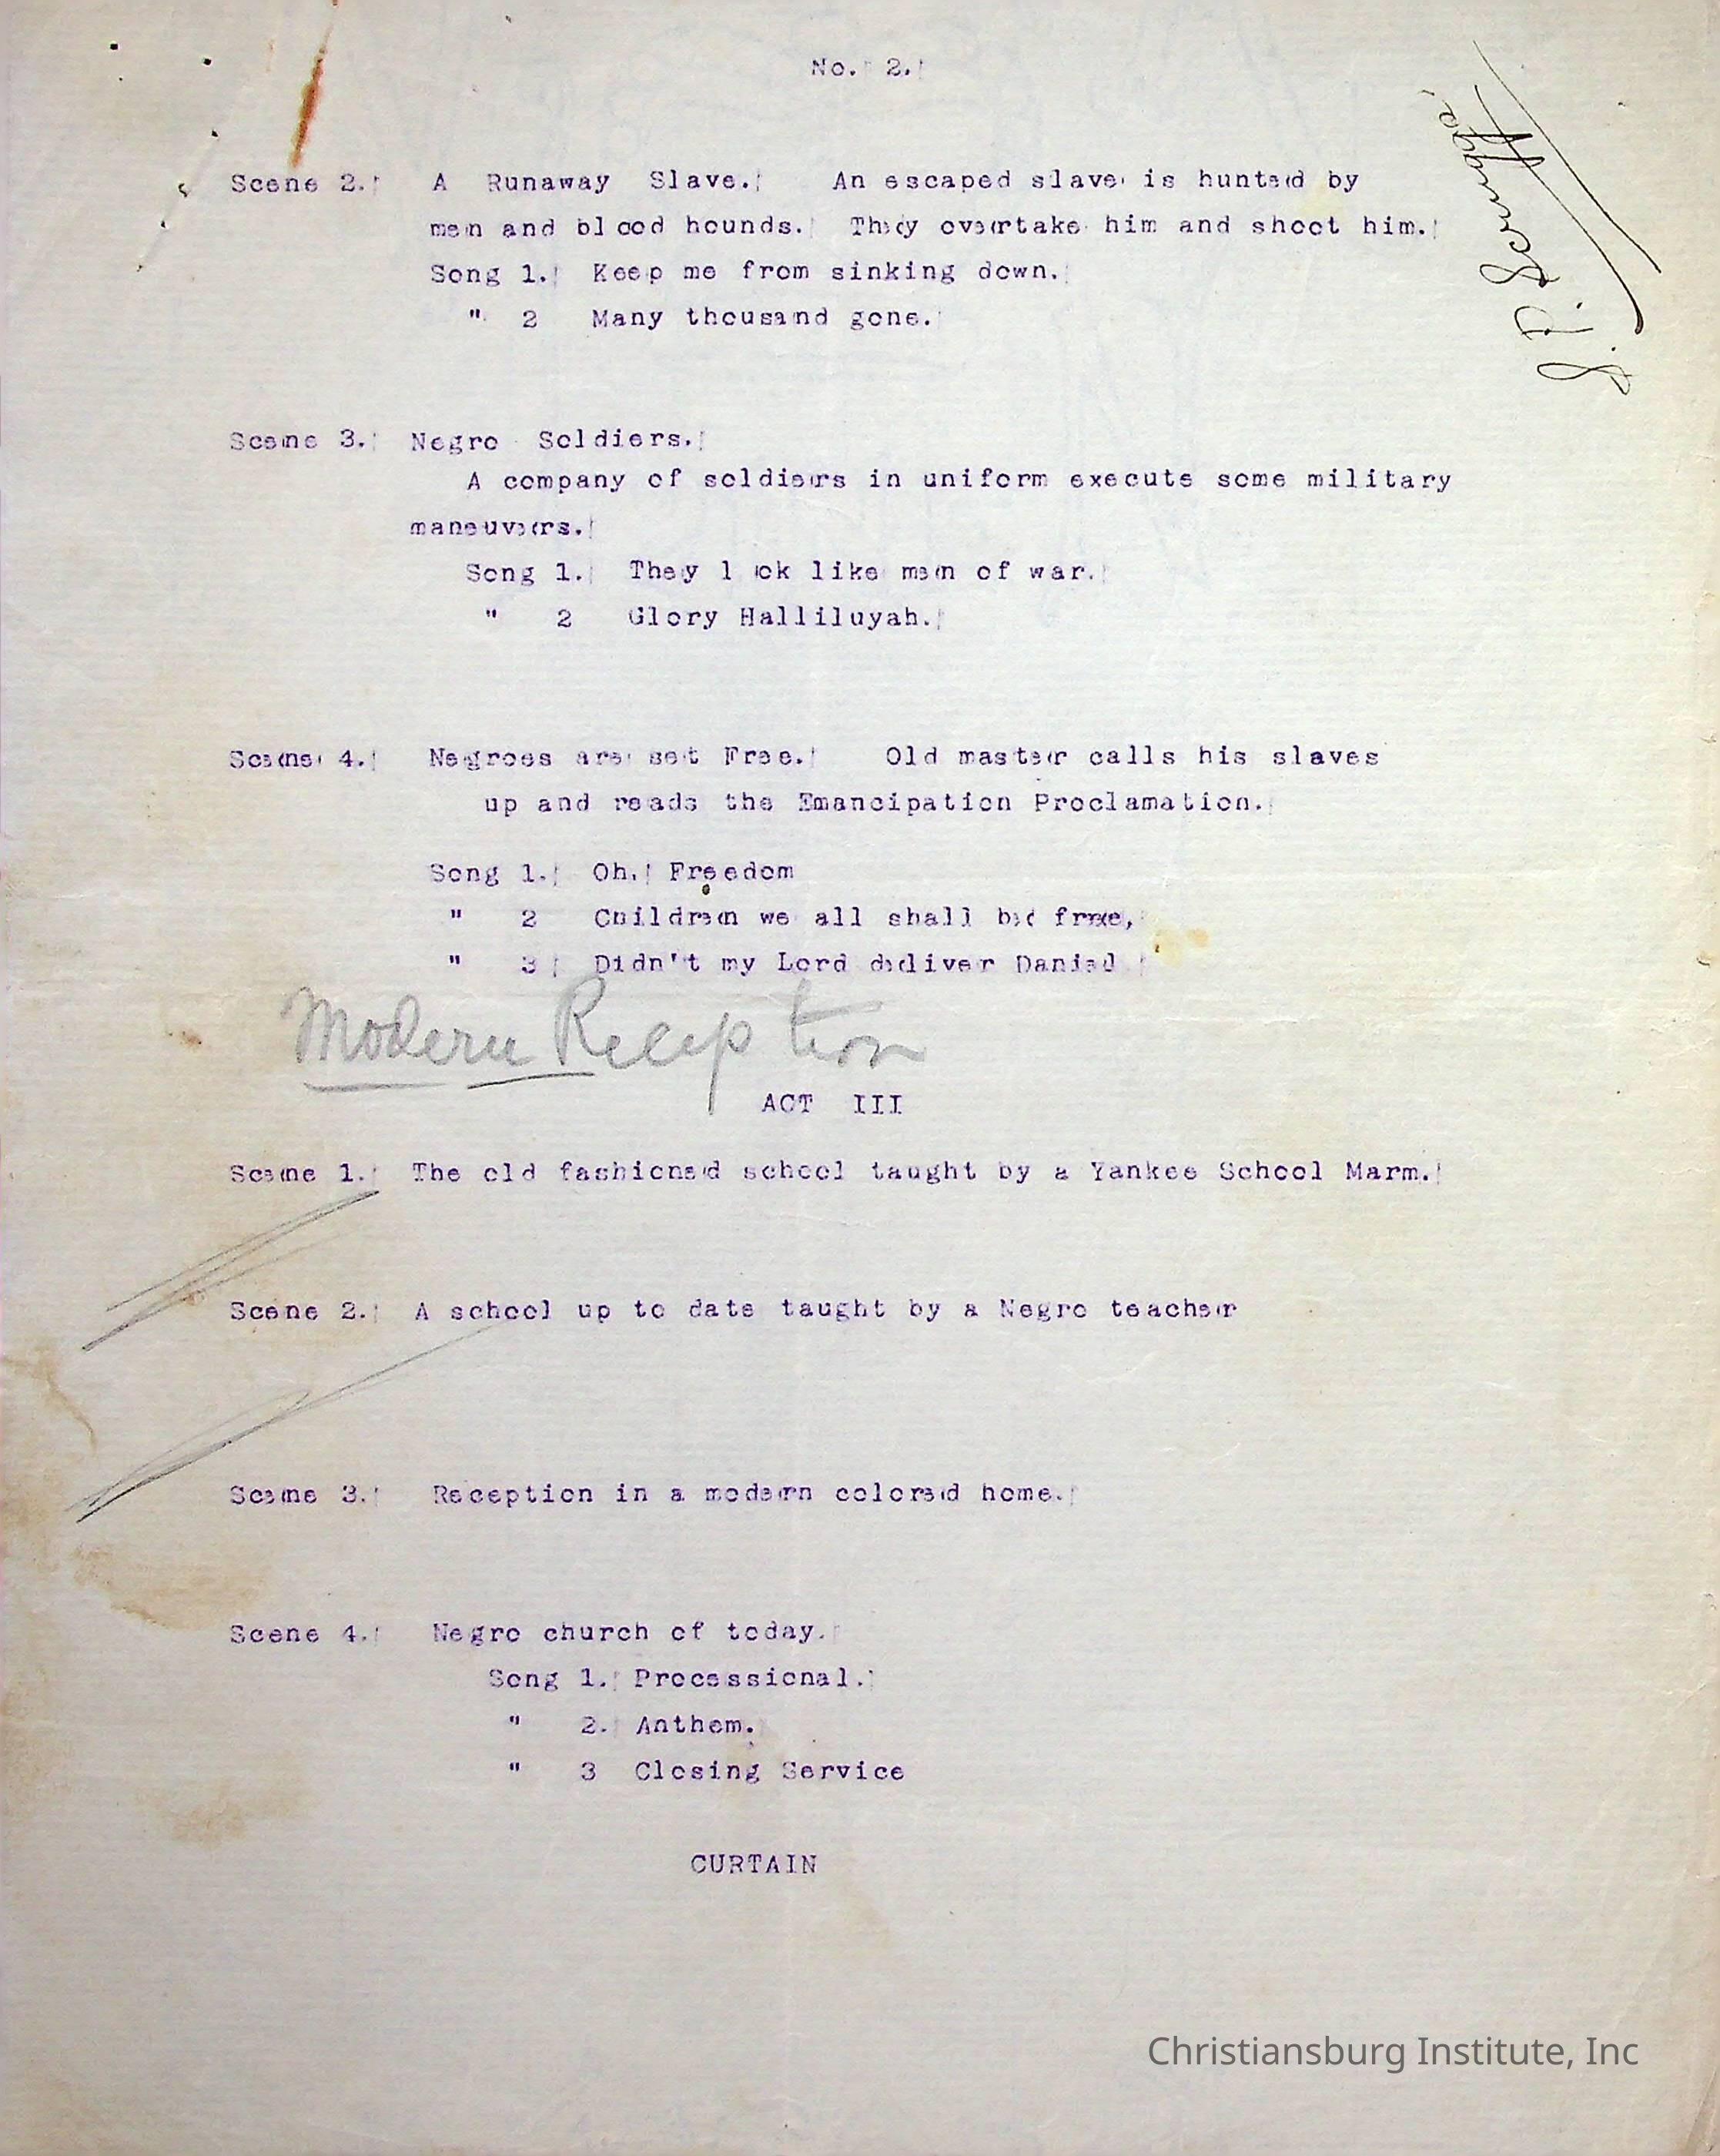 No. 2.
Scene 2. A Runaway Slave. An escaped slave is hunted by
men and blood hounds. They overtake him and shoot him.
Song 1. Keep me from sinking down.
" 2 Many thousand gone.
Scene 3. Negro Soldiers.
A company of soldiers in uniform execute some military
maneuvers.
Song 1. They look like men of war.
" 2 Glory Halliluyah.
Scene 4. Negroes are set Free. Old master calls his slaves
up and reads the Emancipation Proclamation.
Song 1. Oh, Freedom
" 2 Children we all shall be free,
" 3 Didn't my Lord deliver Daniel
Modern Reception
ACT III
Scene 1. The old fashioned school taught by a Yankee School Marm.
Scene 2. A school up to date taught by a Negro teacher
Scene 3. Reception in a modern colored home.
Scene 4. Negro church of today.
Song 1. Processional.
" 2. Anthem.
" 3 Closing Service
CURTAIN
Christiansburg Institute, Inc